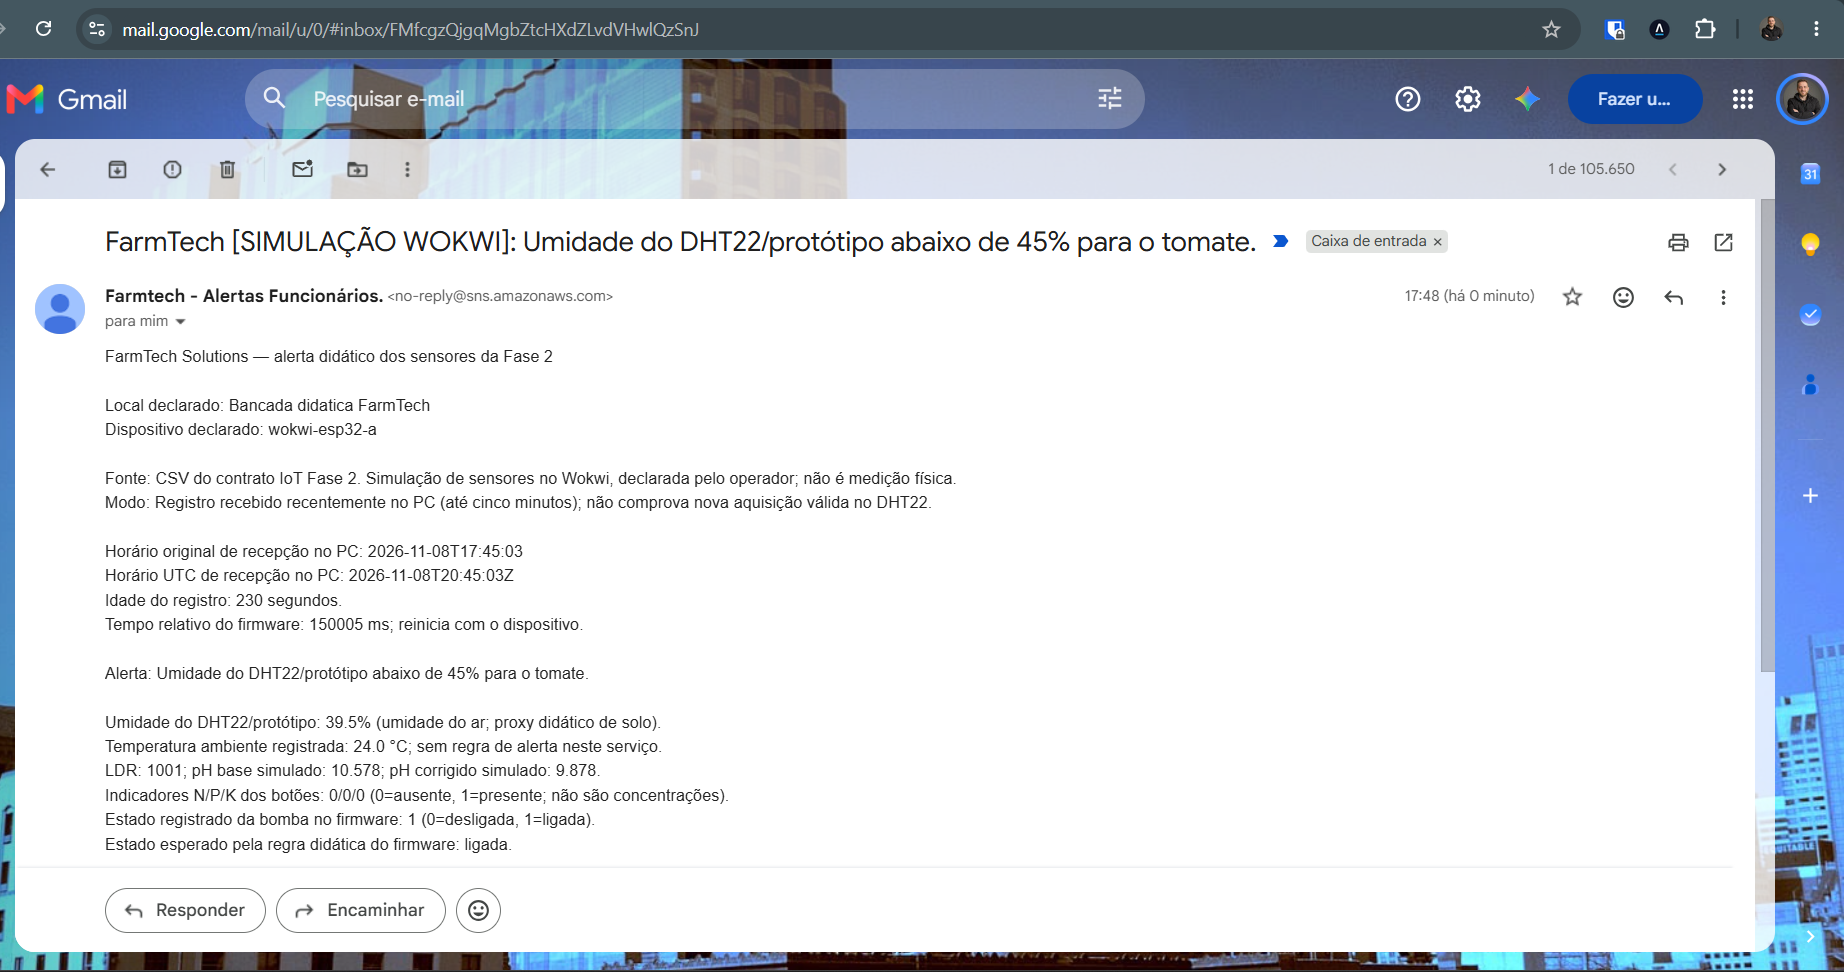 mail.google.com/mail/u/0/#inbox/FMfcgzQjgqMgbZtcHXdZLvdVHwlQzSnJ
Gmail
Pesquisar e-mail
Fazer u...
1 de 105.650
31
FarmTech [SIMULAÇÃO WOKWI]: Umidade do DHT22/protótipo abaixo de 45% para o tomate.
Caixa de entrada ×
Farmtech - Alertas Funcionários. <no-reply@sns.amazonaws.com>
17:48 (há 0 minuto)
para mim
FarmTech Solutions — alerta didático dos sensores da Fase 2
Local declarado: Bancada didatica FarmTech
Dispositivo declarado: wokwi-esp32-a
Fonte: CSV do contrato IoT Fase 2. Simulação de sensores no Wokwi, declarada pelo operador; não é medição física.
Modo: Registro recebido recentemente no PC (até cinco minutos); não comprova nova aquisição válida no DHT22.
Horário original de recepção no PC: 2026-11-08T17:45:03
Horário UTC de recepção no PC: 2026-11-08T20:45:03Z
Idade do registro: 230 segundos.
Tempo relativo do firmware: 150005 ms; reinicia com o dispositivo.
Alerta: Umidade do DHT22/protótipo abaixo de 45% para o tomate.
Umidade do DHT22/protótipo: 39.5% (umidade do ar; proxy didático de solo).
Temperatura ambiente registrada: 24.0 °C; sem regra de alerta neste serviço.
LDR: 1001; pH base simulado: 10.578; pH corrigido simulado: 9.878.
Indicadores N/P/K dos botões: 0/0/0 (0=ausente, 1=presente; não são concentrações).
Estado registrado da bomba no firmware: 1 (0=desligada, 1=ligada).
Estado esperado pela regra didática do firmware: ligada.
EQUITABLE
Responder
Encaminhar